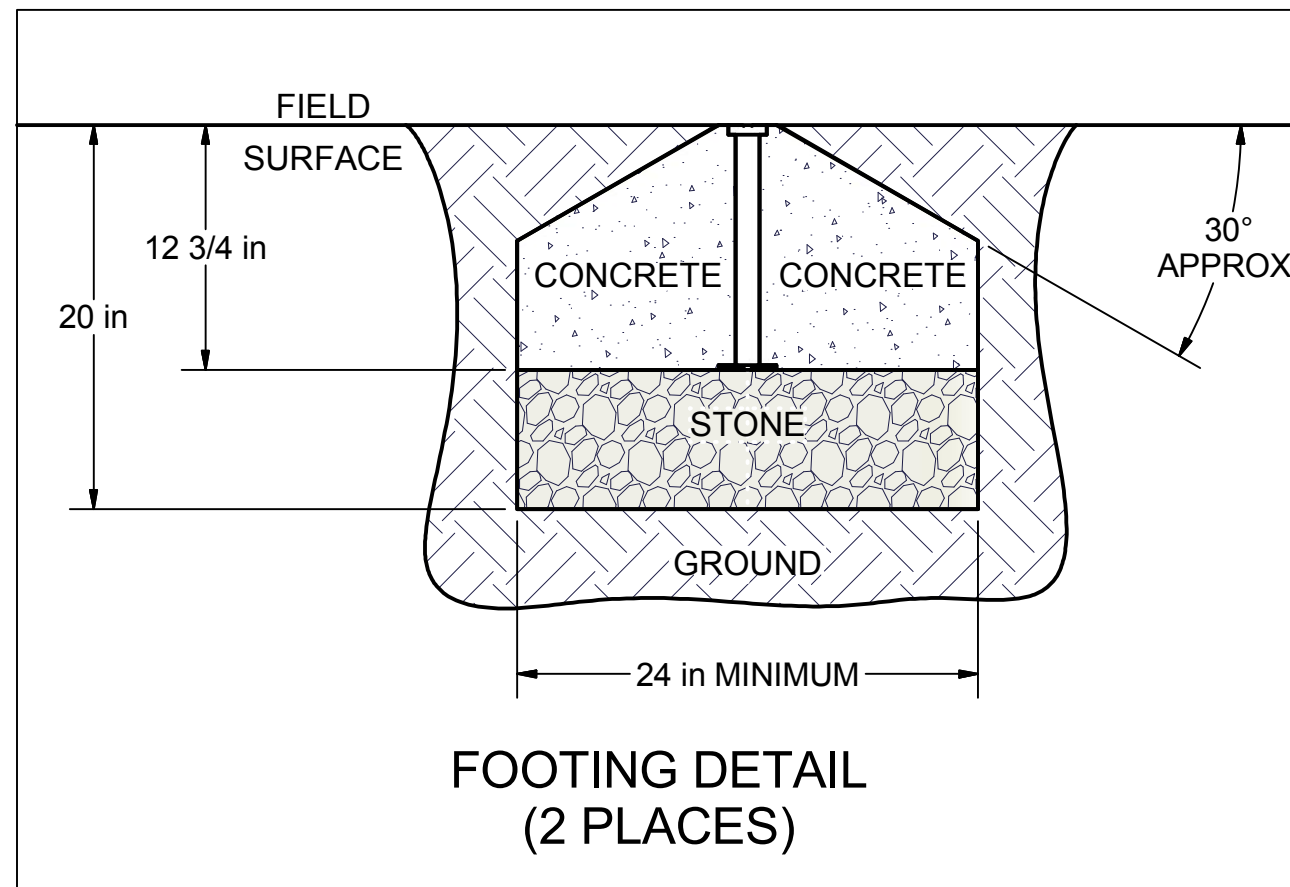 FIELD
SURFACE
12 3/4 in
20 in
CONCRETE CONCRETE
30°
APPROX
STONE
GROUND
24 in MINIMUM
FOOTING DETAIL
(2 PLACES)